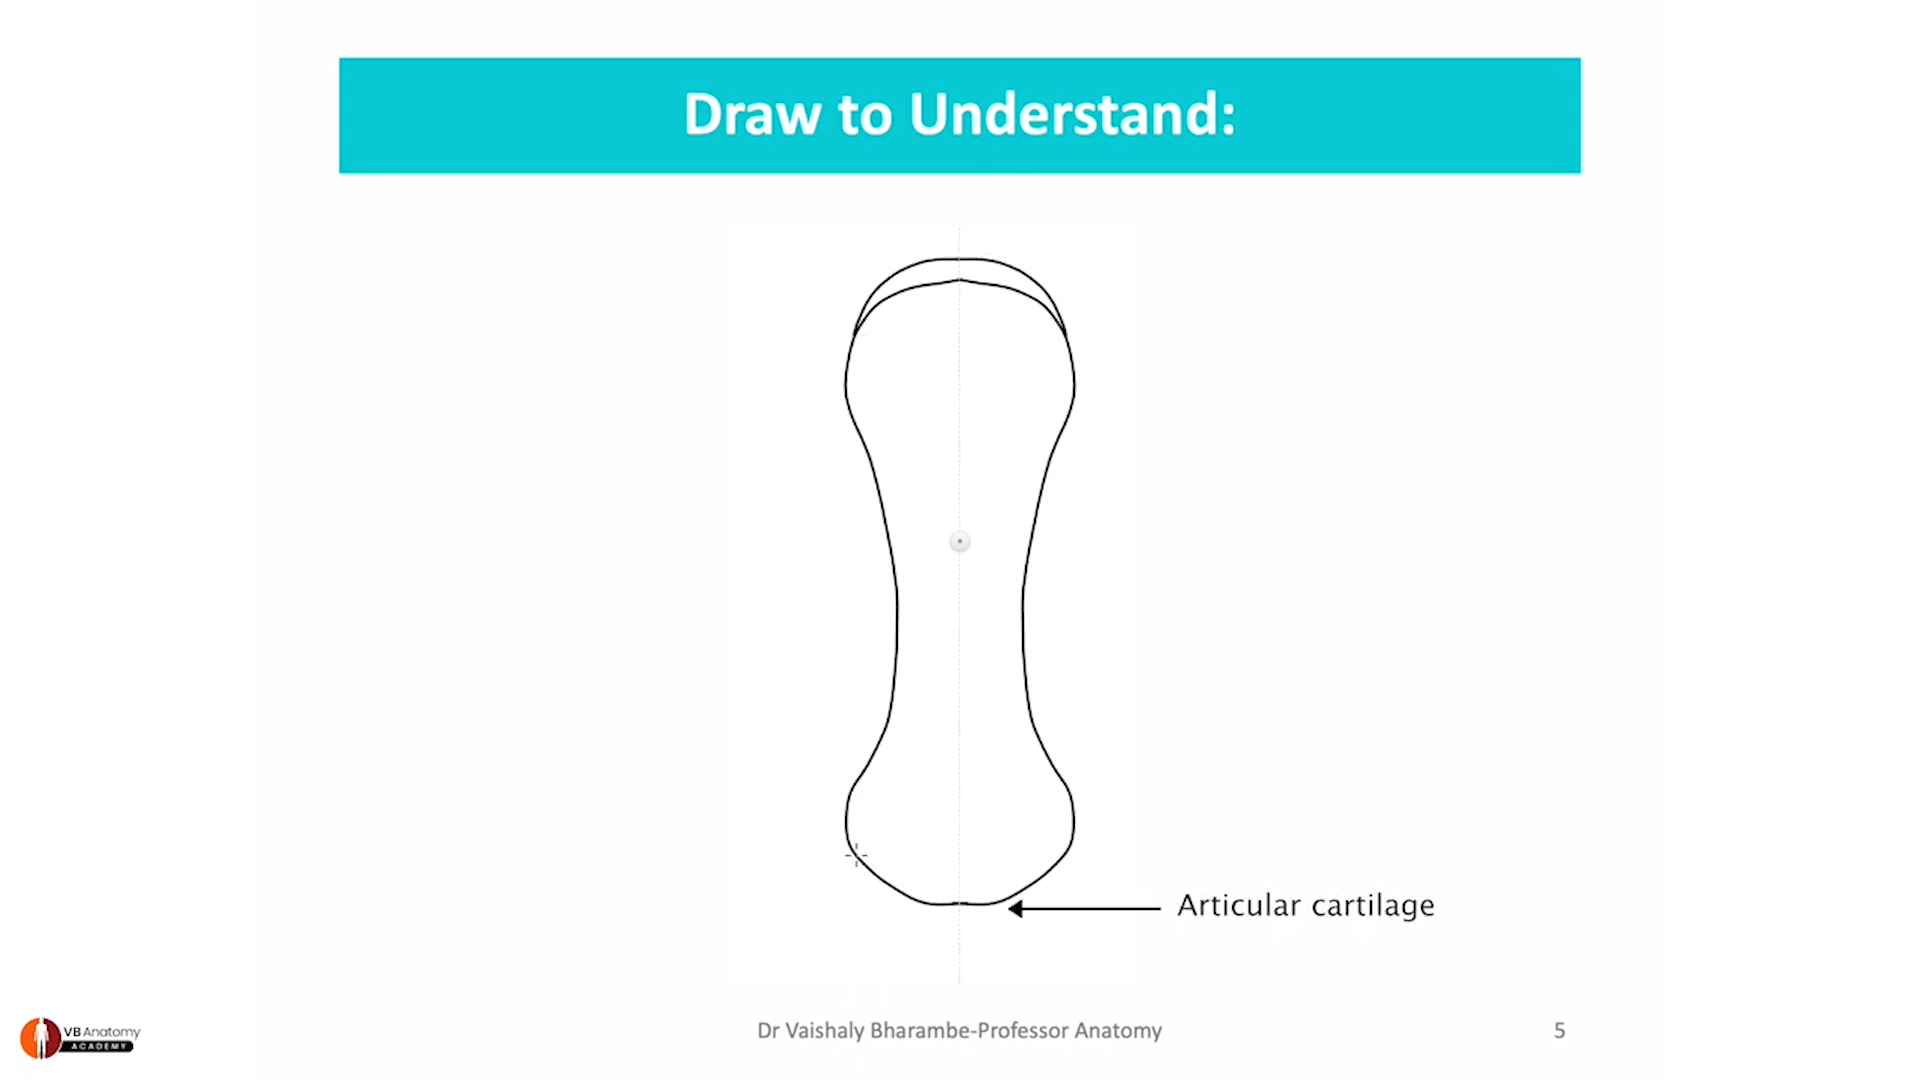 Draw to Understand:
Articular cartilage
Dr Vaishaly Bharambe-Professor Anatomy
5
VB Anatomy
ACADEMY